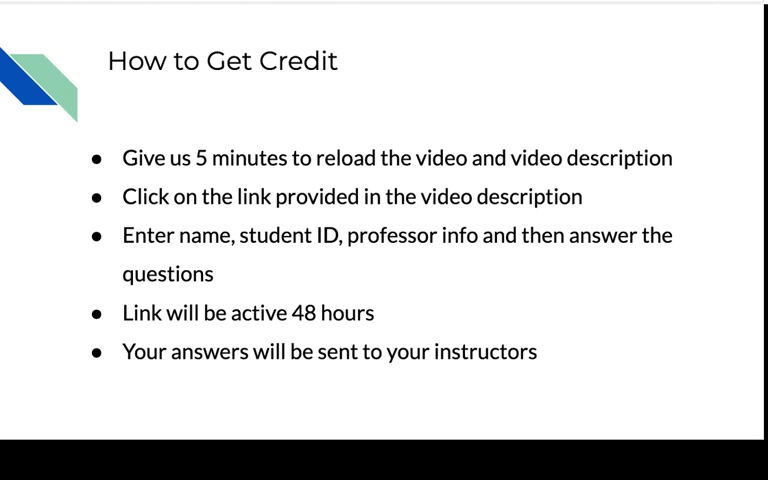 How to Get Credit
● Give us 5 minutes to reload the video and video description
● Click on the link provided in the video description
● Enter name, student ID, professor info and then answer the
questions
● Link will be active 48 hours
● Your answers will be sent to your instructors